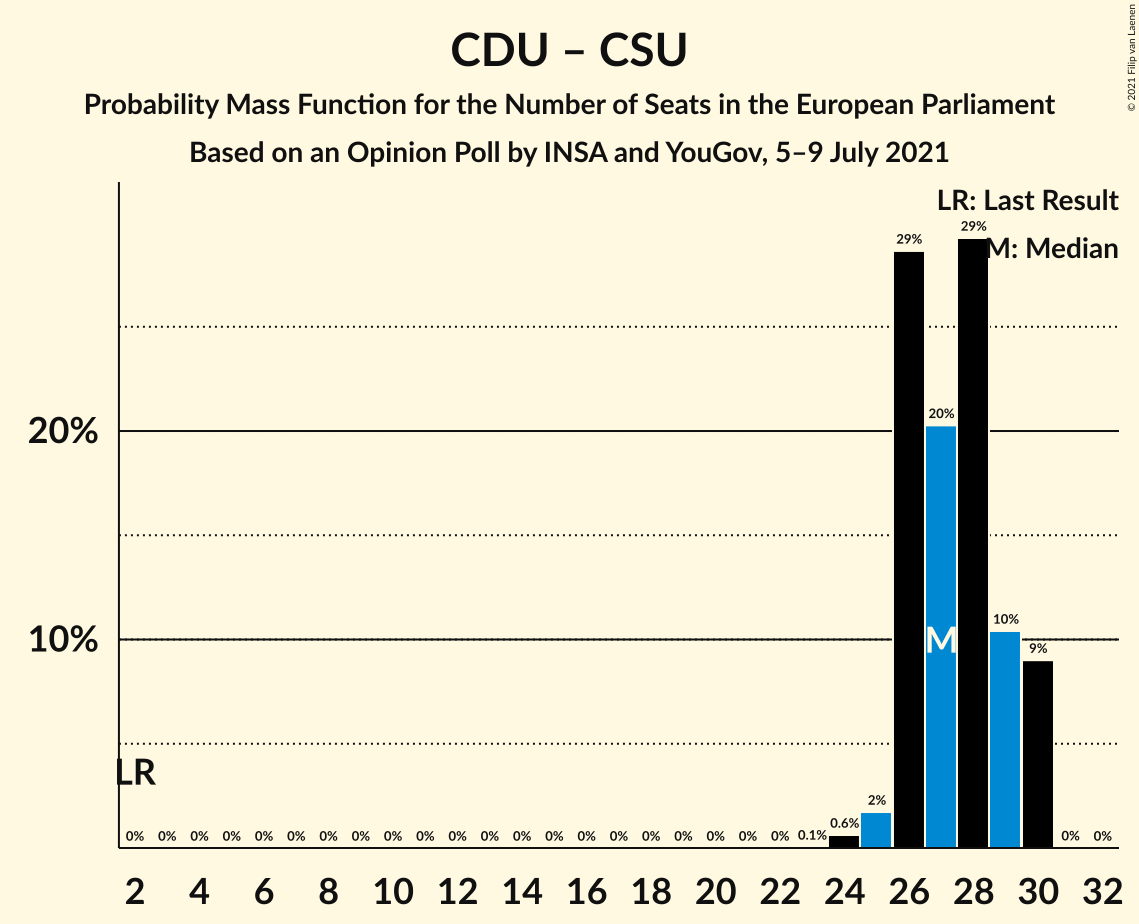 CDU – CSU
Probability Mass Function for the Number of Seats in the European Parliament
Based on an Opinion Poll by INSA and YouGov, 5–9 July 2021
© 2021 Filip van Laenen
LR: Last Result
M: Median
29%
29%
20%
20%
10%
10%
9%
M
LR
2%
0.6%
0% 0% 0% 0% 0% 0% 0% 0% 0% 0% 0% 0% 0% 0% 0% 0% 0% 0% 0% 0% 0% 0.1% 0% 0%
2 4 6 8 10 12 14 16 18 20 22 24 26 28 30 32